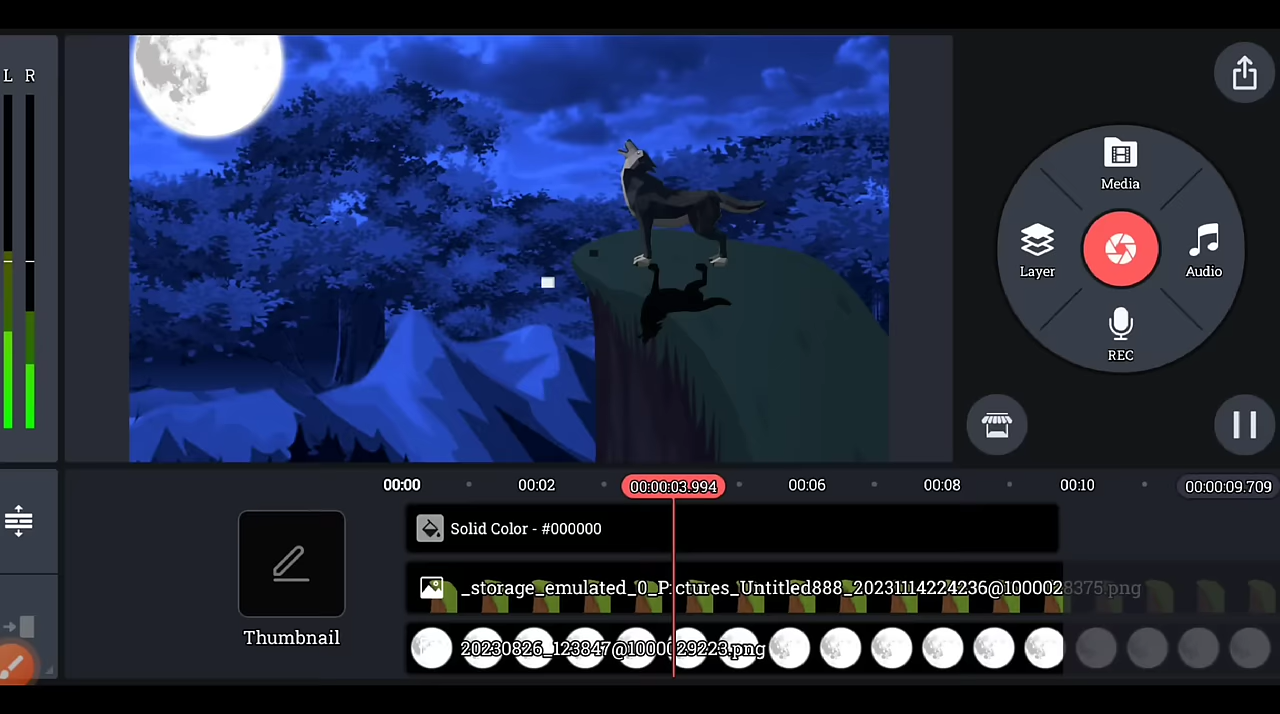 L R
Media
Layer
Audio
REC
00:00
00:02
00:00:03.994
00:06
00:08
00:10
00:00:09.709
Solid Color - #000000
_storage_emulated_0_Pictures_Untitled888_20231114224236@1000028375.png
Thumbnail
20230826_123847@1000029223.png